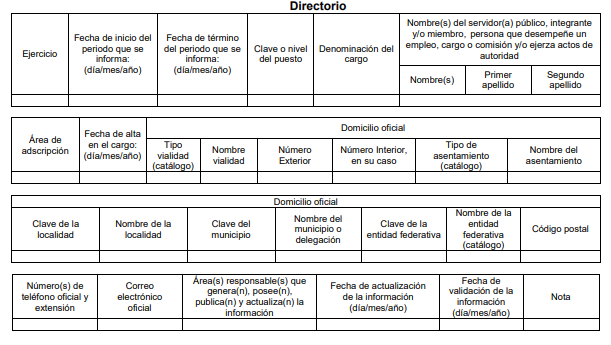 Directorio
Ejercicio
Fecha de inicio del
periodo que se
informa:
(día/mes/año)
Fecha de término
del periodo que se
informa:
(día/mes/año)
Clave o nivel
del puesto
Denominación del
cargo
Nombre(s) del servidor(a) público, integrante
y/o miembro, persona que desempeñe un
empleo, cargo o comisión y/o ejerza actos de
autoridad
Nombre(s)
Primer
apellido
Segundo
apellido
Área de
adscripción
Fecha de alta
en el cargo:
(día/mes/año)
Domicilio oficial
Tipo
vialidad
(catálogo)
Nombre
vialidad
Número
Exterior
Número Interior,
en su caso
Tipo de
asentamiento
(catálogo)
Nombre del
asentamiento
Domicilio oficial
Clave de la
localidad
Nombre de la
localidad
Clave del
municipio
Nombre del
municipio o
delegación
Clave de la
entidad federativa
Nombre de la
entidad
federativa
(catálogo)
Código postal
Número(s) de
teléfono oficial y
extensión
Correo
electrónico
oficial
Área(s) responsable(s) que
genera(n), posee(n),
publica(n) y actualiza(n) la
información
Fecha de actualización
de la información
(día/mes/año)
Fecha de
validación de la
información
(día/mes/año)
Nota